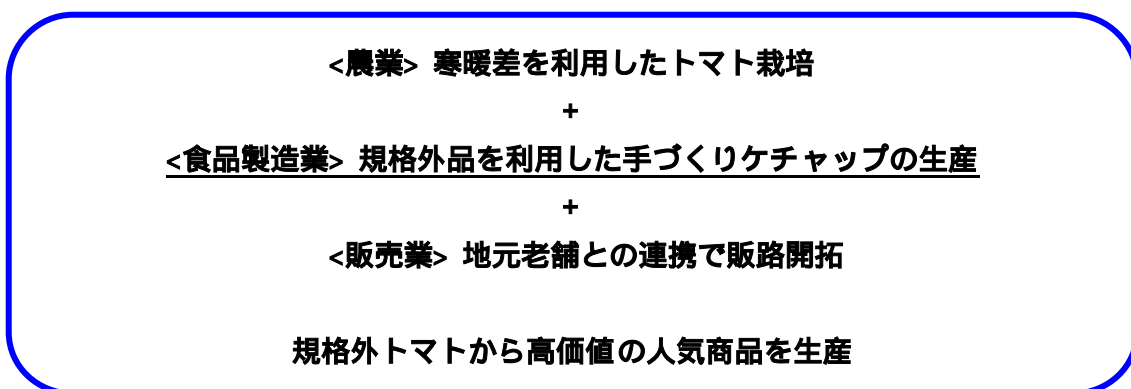 <農業> 寒暖差を利用したトマト栽培
+
<食品製造業> 規格外品を利用した手づくりケチャップの生産
+
<販売業> 地元老舗との連携で販路開拓
規格外トマトから高価値の人気商品を生産